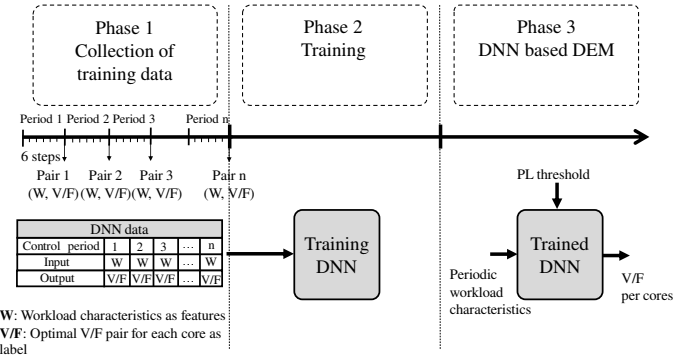 Phase 1
Collection of
training data
Phase 2
Training
Phase 3
DNN based DEM
Period 1 Period 2 Period 3 Period n
6 steps
Pair 1 Pair 2 Pair 3 Pair n
(W, V/F) (W, V/F) (W, V/F) (W, V/F)
DNN data
Control period 1 2 3 ... n
Input W W W ... W
Output V/F V/F V/F ... V/F
W: Workload characteristics as features
V/F: Optimal V/F pair for each core as
label
Training
DNN
PL threshold
Trained
DNN
Periodic
workload
characteristics
V/F
per cores